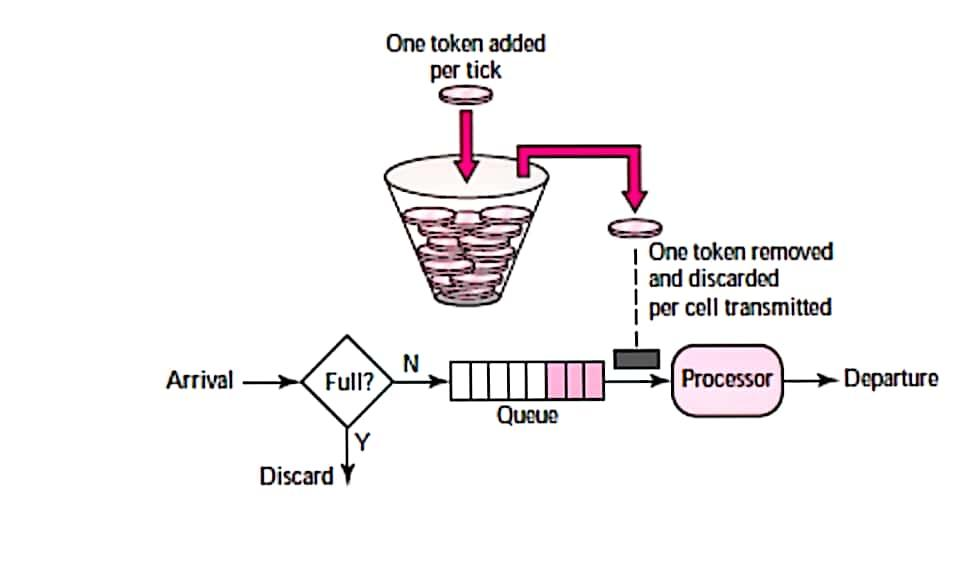 One token added
per tick
One token removed
and discarded
per cell transmitted
Arrival
Full?
N
Queue
Processor
Departure
Y
Discard